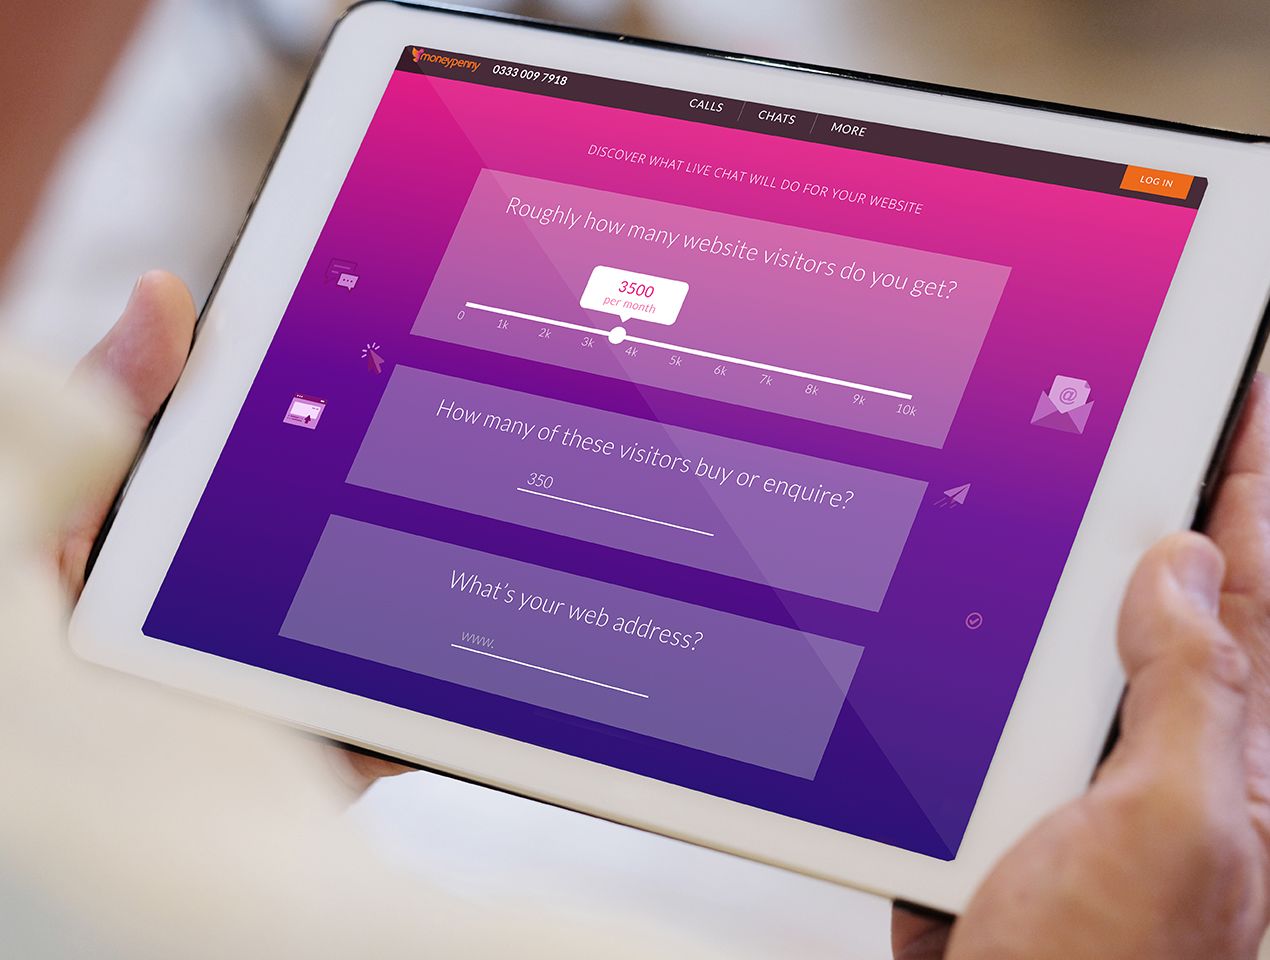 moneypenny 0333 009 7918
CALLS CHATS MORE
LOG IN
DISCOVER WHAT LIVE CHAT WILL DO FOR YOUR WEBSITE
Roughly how many website visitors do you get?
3500
per month
0 1k 2k 3k 4k 5k 6k 7k 8k 9k 10k
How many of these visitors buy or enquire?
350
What's your web address?
www.
@